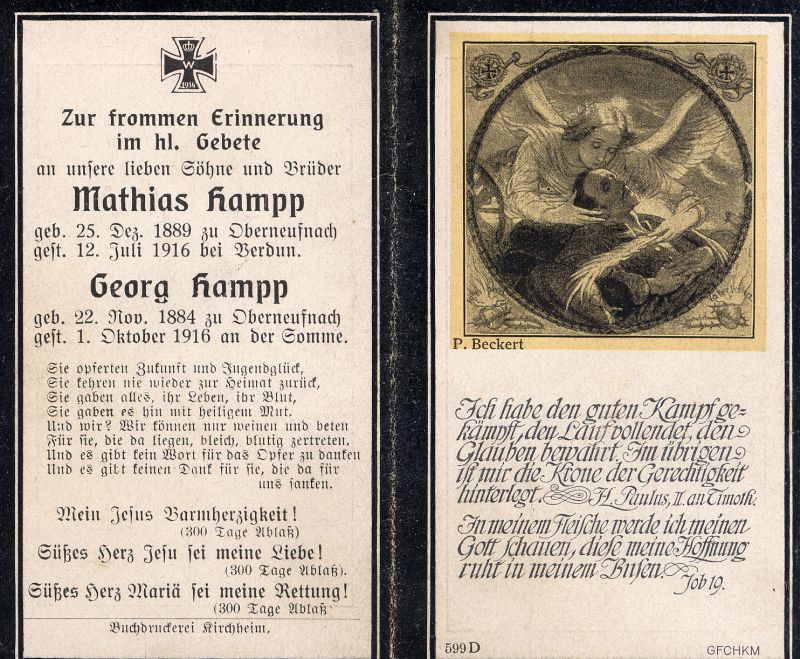 W
1914
Zur frommen Erinnerung
im hl. Gebete
an unsere lieben Söhne und Brüder
Mathias Hampp
geb. 25. Dez. 1889 zu Oberneufnach
gest. 12. Juli 1916 bei Verdun.
Georg Hampp
geb. 22. Nov. 1884 zu Oberneufnach
gest. 1. Oktober 1916 an der Somme.
Sie opferten Zukunft und Jugendglück,
Sie kehren nie wieder zur Heimat zurück,
Sie gaben alles, ihr Leben, ihr Blut,
Sie gaben es hin mit heiligem Mut.
Und wir? Wir können nur weinen und beten
Für sie, die da liegen, bleich, blutig zertreten.
Und es gibt kein Wort für das Opfer zu danken
Und es gibt keinen Dank für sie, die da für
uns sanken.
Mein Jesus Barmherzigkeit!
(300 Tage Ablaß)
Süßes Herz Jesu sei meine Liebe!
(300 Tage Ablaß).
Süßes Herz Mariä sei meine Rettung!
(300 Tage Ablaß
Buchdruckerei Kirchheim.
P. Beckert
Ich habe den guten Kampf ge-
kämpft, den Lauf vollendet, den
Glauben bewahrt. Im übrigen
ist mir die Krone der Gerechtigkeit
hinterlegt. H. Paulus, II. an Timoth.
In meinem Fleische werde ich meinen
Gott schauen, diese meine Hoffnung
ruht in meinem Busen.
Job 19.
599 D
GFCHKM